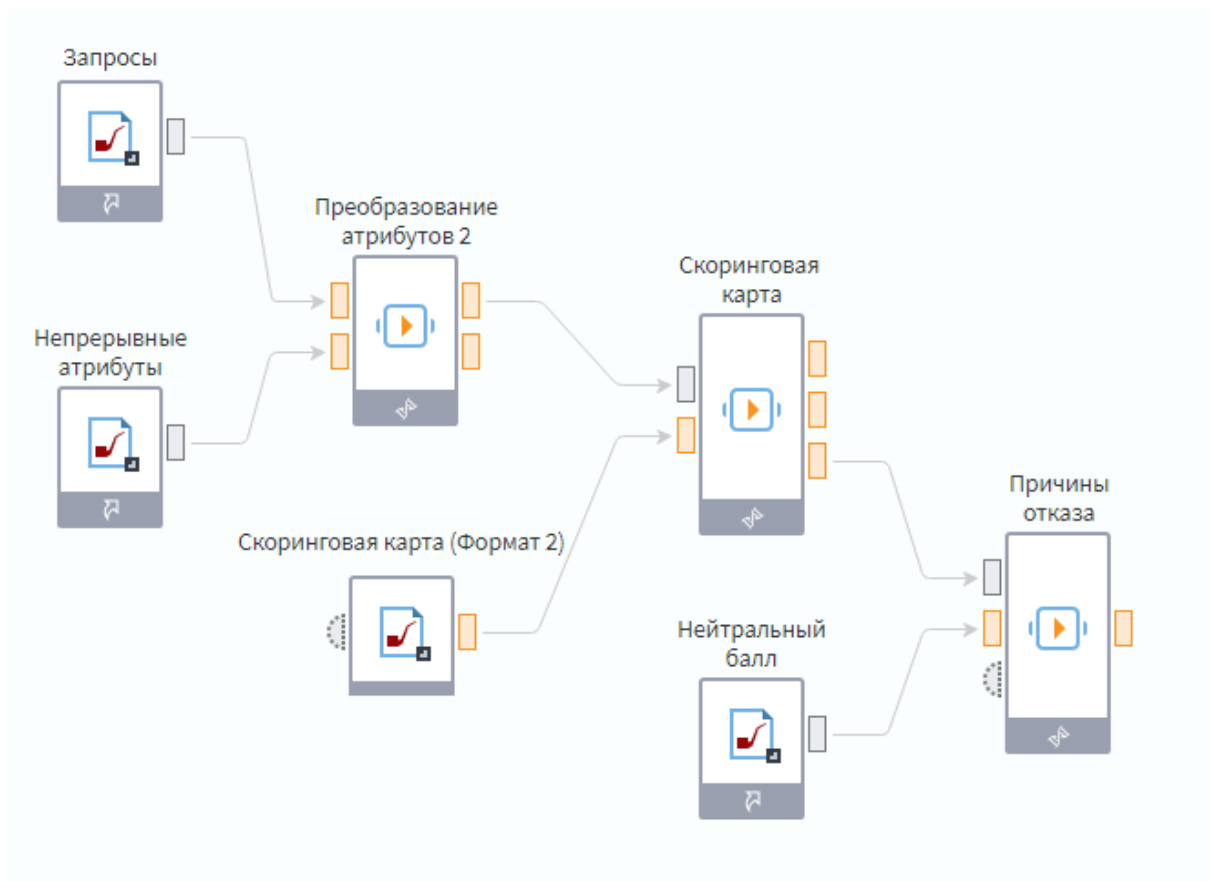 Запросы
Преобразование
атрибутов 2
Скоринговая
карта
Непрерывные
атрибуты
Причины
отказа
Скоринговая карта (Формат 2)
Нейтральный
балл